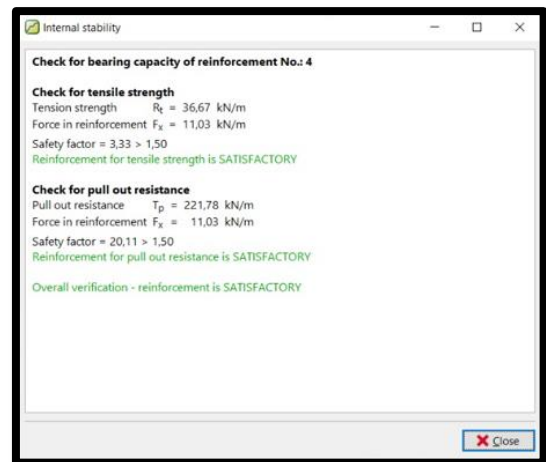 Internal stability
Check for bearing capacity of reinforcement No.: 4
Check for tensile strength
Tension strength Rt = 36,67 kN/m
Force in reinforcement Fx = 11,03 kN/m
Safety factor = 3,33 > 1,50
Reinforcement for tensile strength is SATISFACTORY
Check for pull out resistance
Pull out resistance Tp = 221,78 kN/m
Force in reinforcement Fx = 11,03 kN/m
Safety factor = 20,11 > 1,50
Reinforcement for pull out resistance is SATISFACTORY
Overall verification - reinforcement is SATISFACTORY
Close